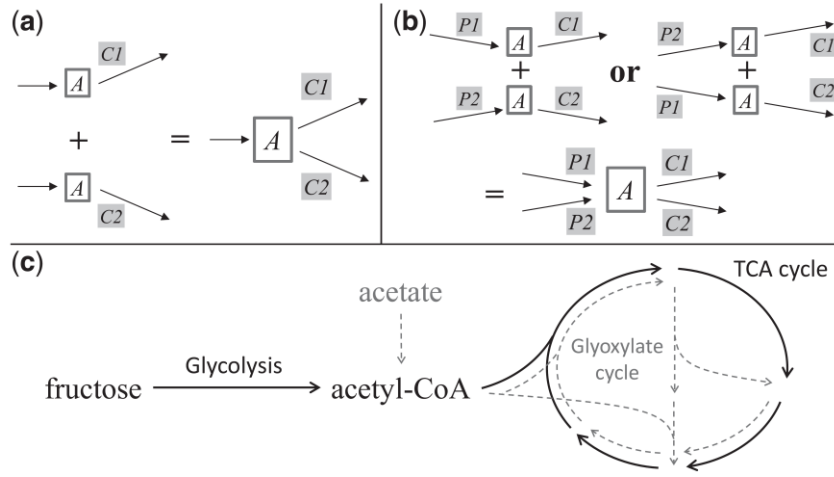 (a)
C1
A
+
A
C2
=
A
C1
C2
(b)
P1
A
C1
+
P2
A
C2
or
P2
A
C1
+
P1
A
C2
=
P1
P2
A
C1
C2
(c)
acetate
TCA cycle
Glycolysis
Glyoxylate
cycle
fructose
acetyl-CoA